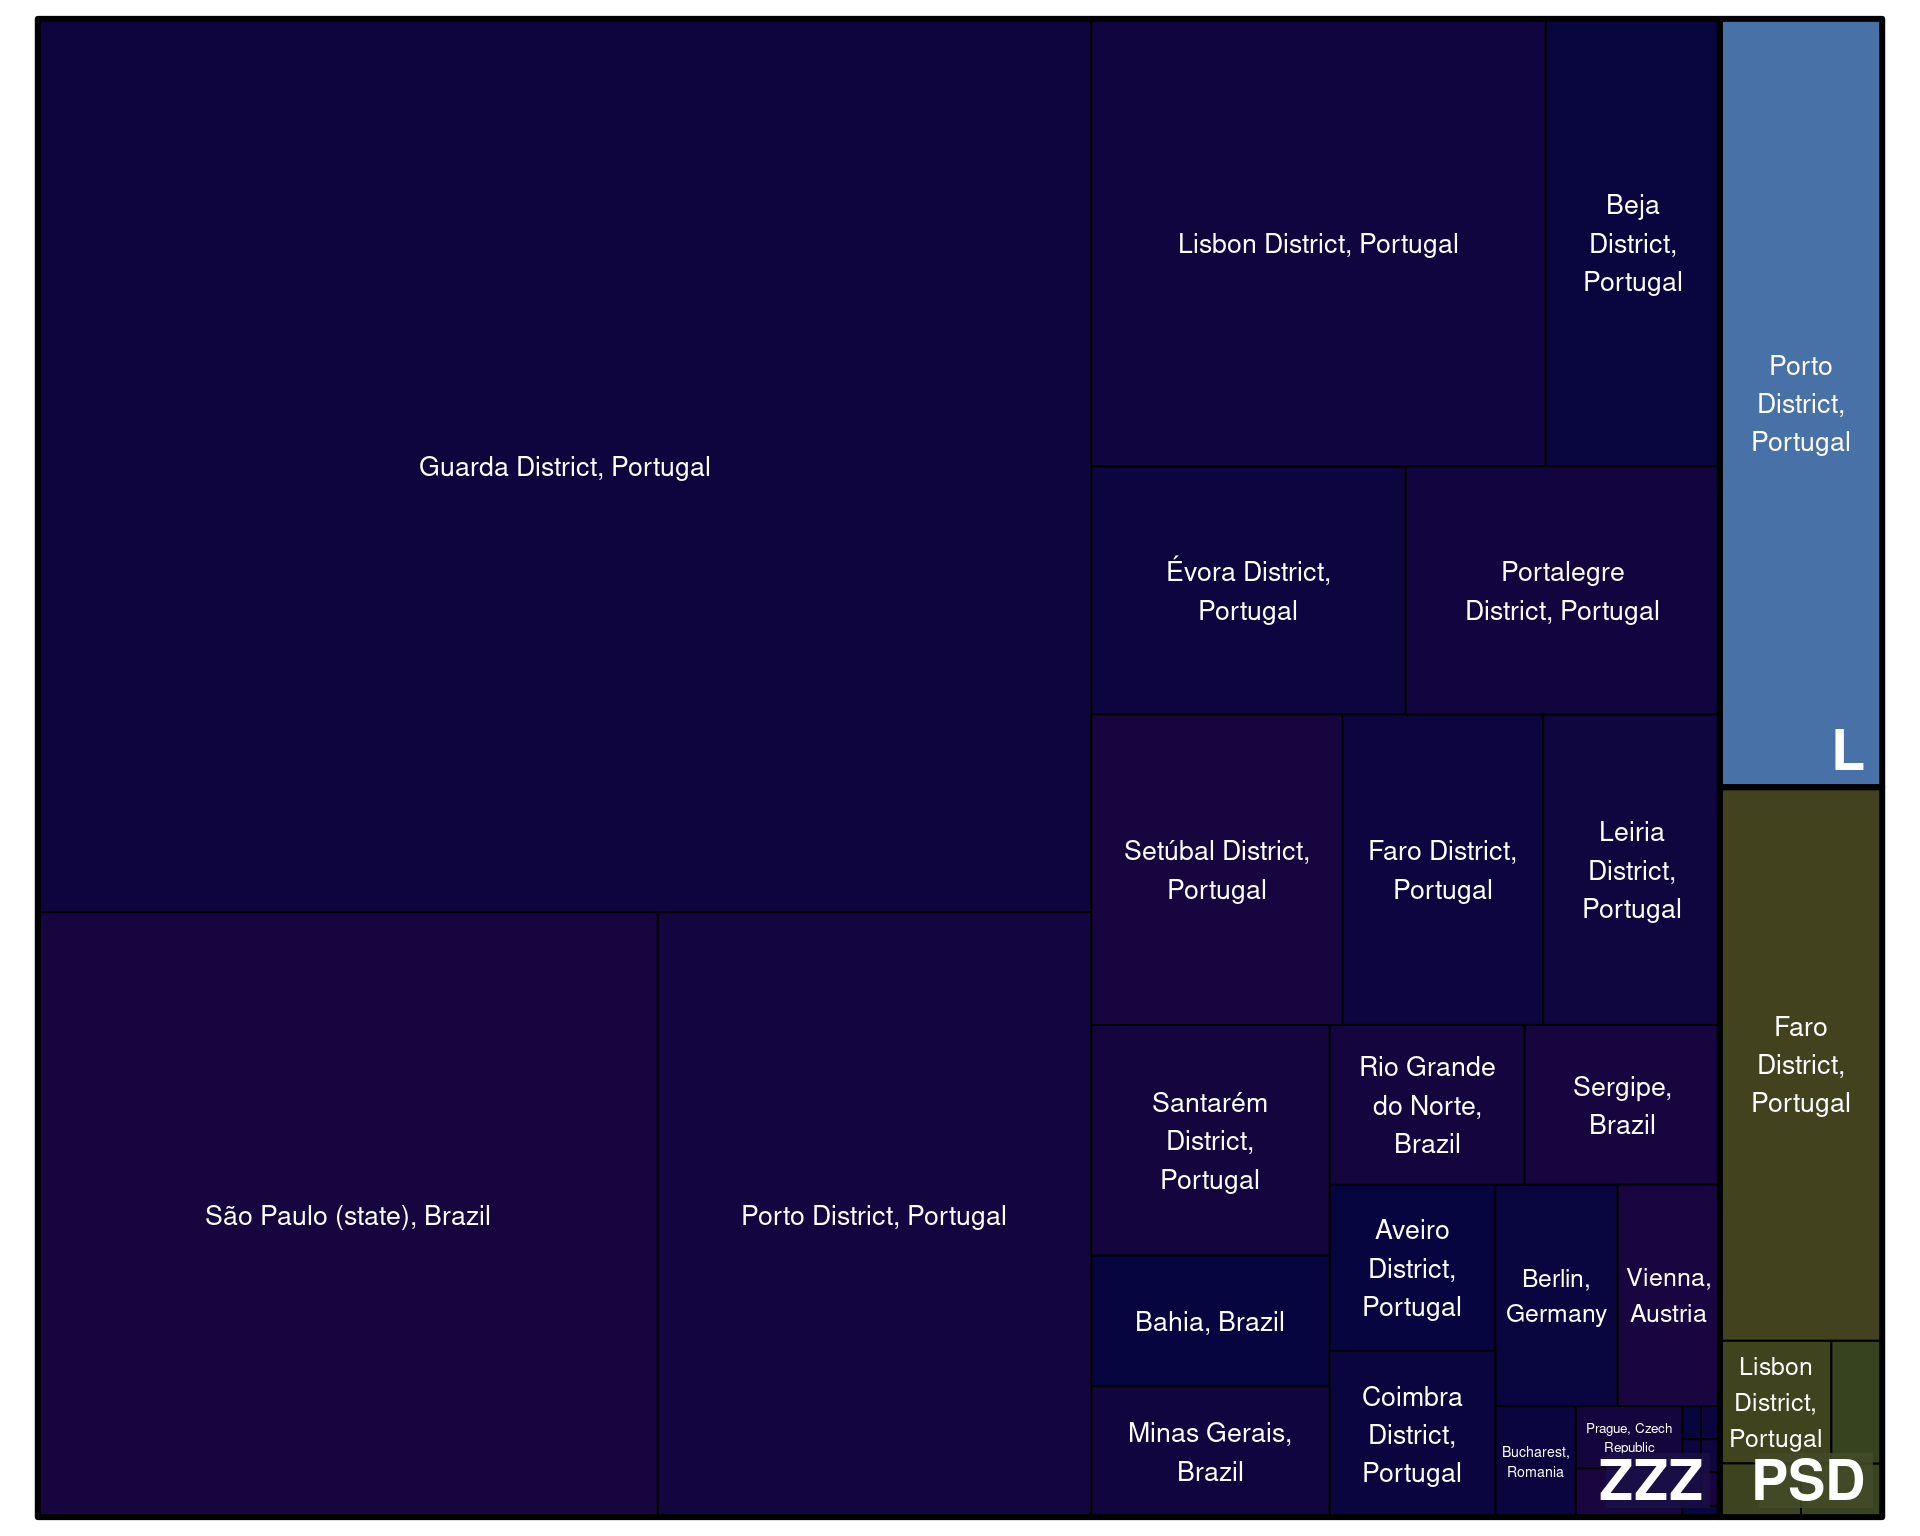 Guarda District, Portugal
Lisbon District, Portugal
Beja
District,
Portugal
Porto
District,
Portugal
L
Évora District,
Portugal
Portalegre
District, Portugal
Setúbal District,
Portugal
Faro District,
Portugal
Leiria
District,
Portugal
Faro
District,
Portugal
São Paulo (state), Brazil
Porto District, Portugal
Santarém
District,
Portugal
Rio Grande
do Norte,
Brazil
Sergipe,
Brazil
Bahia, Brazil
Minas Gerais,
Brazil
Aveiro
District,
Portugal
Coimbra
District,
Portugal
Berlin,
Germany
Vienna,
Austria
Bucharest,
Romania
Prague, Czech
Republic
ZZZ
Lisbon
District,
Portugal
PSD